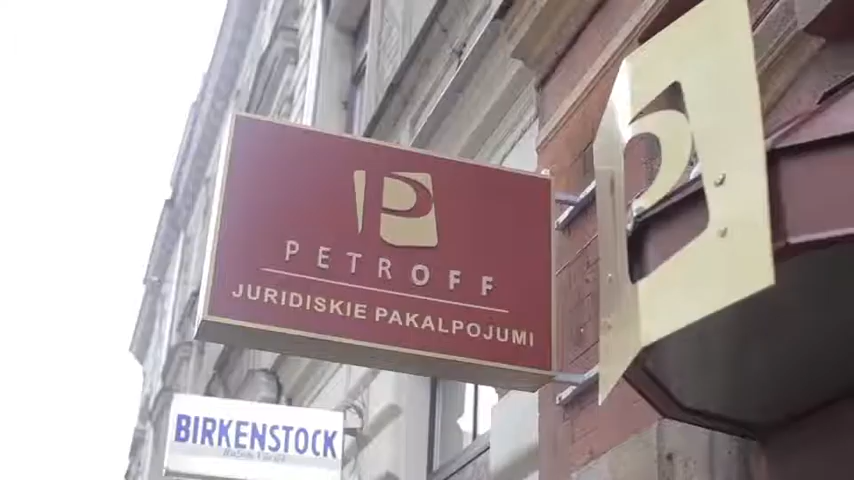 P
PETROFF
JURIDISKIE PAKALPOJUMI
P
BIRKENSTOCK